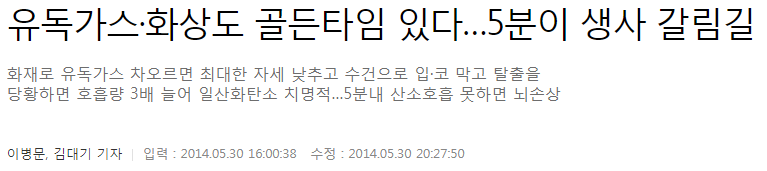 유독가스·화상도 골든타임 있다…5분이 생사 갈림길
화재로 유독가스 차오르면 최대한 자세 낮추고 수건으로 입·코 막고 탈출을
당황하면 호흡량 3배 늘어 일산화탄소 치명적…5분내 산소호흡 못하면 뇌손상
이병문, 김대기 기자 | 입력 : 2014.05.30 16:00:38 수정 : 2014.05.30 20:27:50